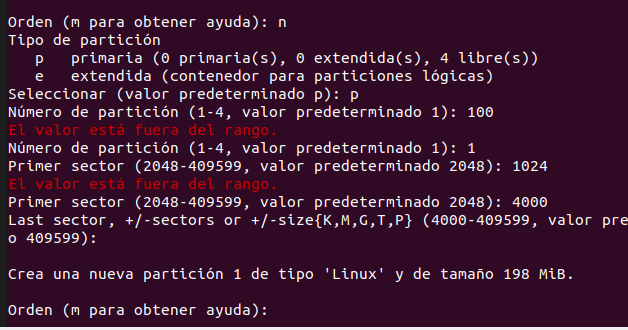 Orden (m para obtener ayuda): n
Tipo de partición
   p   primaria (0 primaria(s), 0 extendida(s), 4 libre(s))
   e   extendida (contenedor para particiones lógicas)
Seleccionar (valor predeterminado p): p
Número de partición (1-4, valor predeterminado 1): 100
El valor está fuera del rango.
Número de partición (1-4, valor predeterminado 1): 1
Primer sector (2048-409599, valor predeterminado 2048): 1024
El valor está fuera del rango.
Primer sector (2048-409599, valor predeterminado 2048): 4000
Last sector, +/-sectors or +/-size{K,M,G,T,P} (4000-409599, valor pre
o 409599):
Crea una nueva partición 1 de tipo 'Linux' y de tamaño 198 MiB.
Orden (m para obtener ayuda):